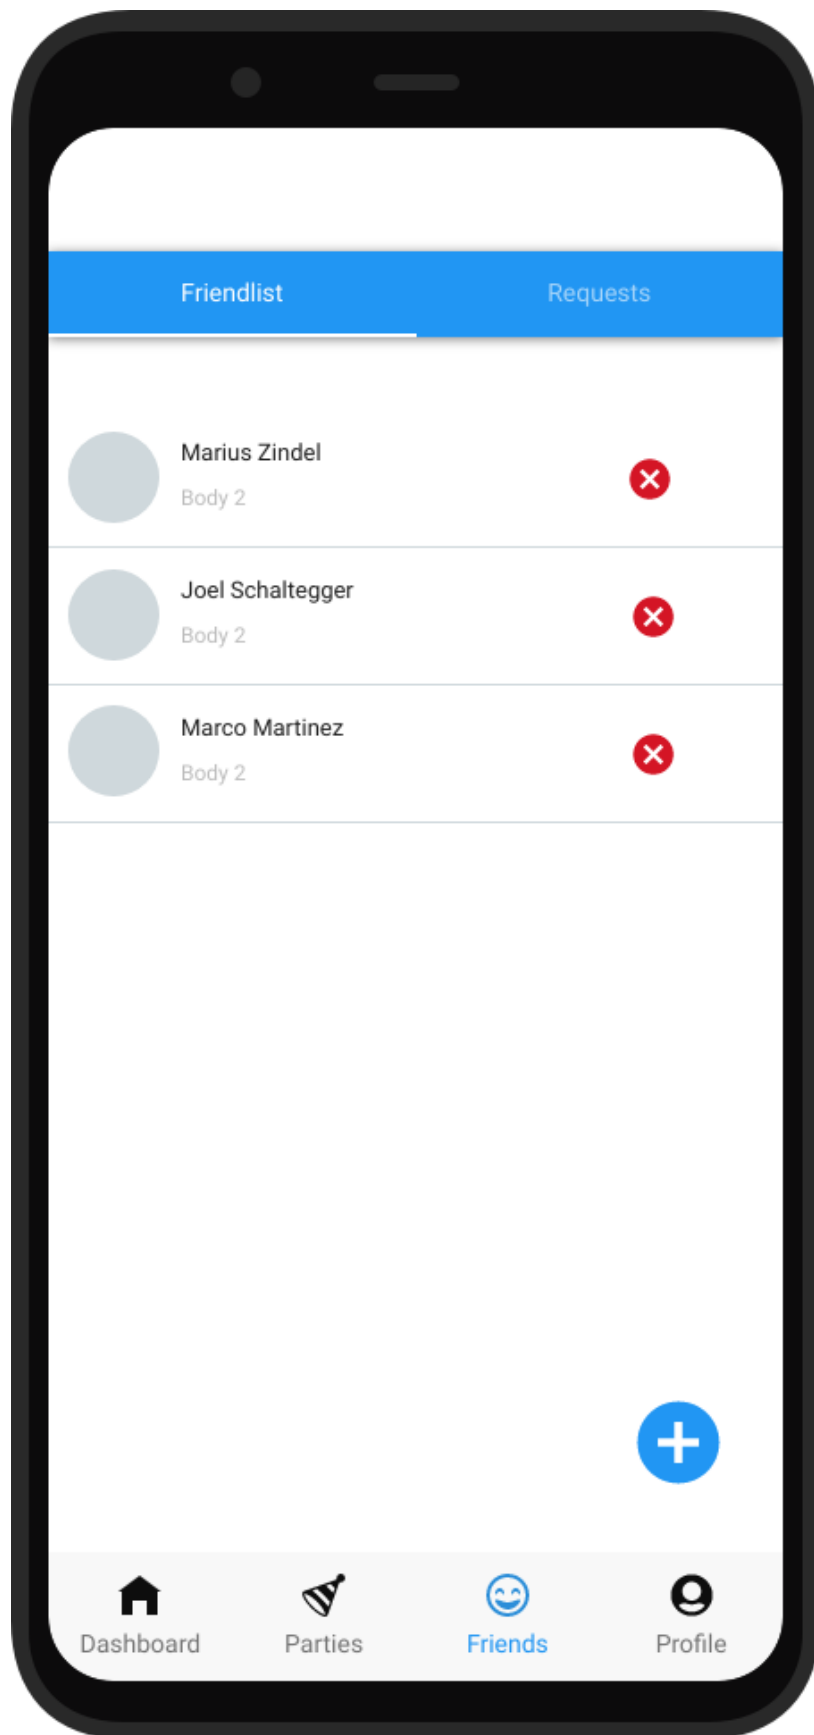 Friendlist Requests
Marius Zindel
Body 2
Joel Schaltegger
Body 2
Marco Martinez
Body 2
Dashboard Parties Friends Profile